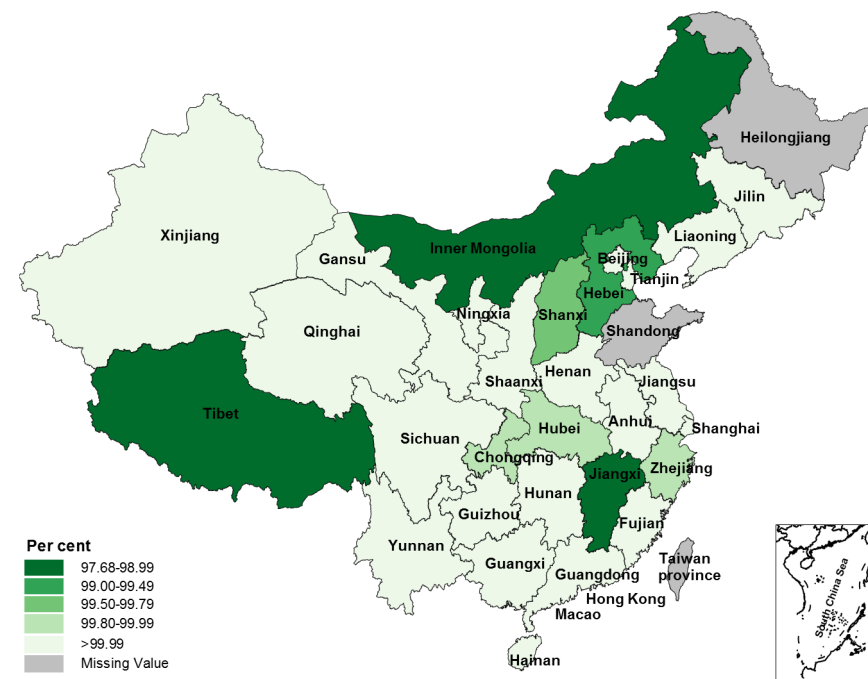 Heilongjiang
Jilin
Xinjiang
Liaoning
Inner Mongolia
Gansu
Beijing
Tianjin
Hebei
Ningxia
Shanxi
Qinghai
Shandong
Henan
Shaanxi
Jiangsu
Tibet
Anhui
Hubei
Shanghai
Sichuan
Chongqing
Zhejiang
Jiangxi
Hunan
Guizhou
Fujian
Yunnan
Guangxi
Guangdong
Taiwan
province
Hong Kong
Macao
Hainan
South China Sea
Per cent
97.68-98.99
99.00-99.49
99.50-99.79
99.80-99.99
>99.99
Missing Value